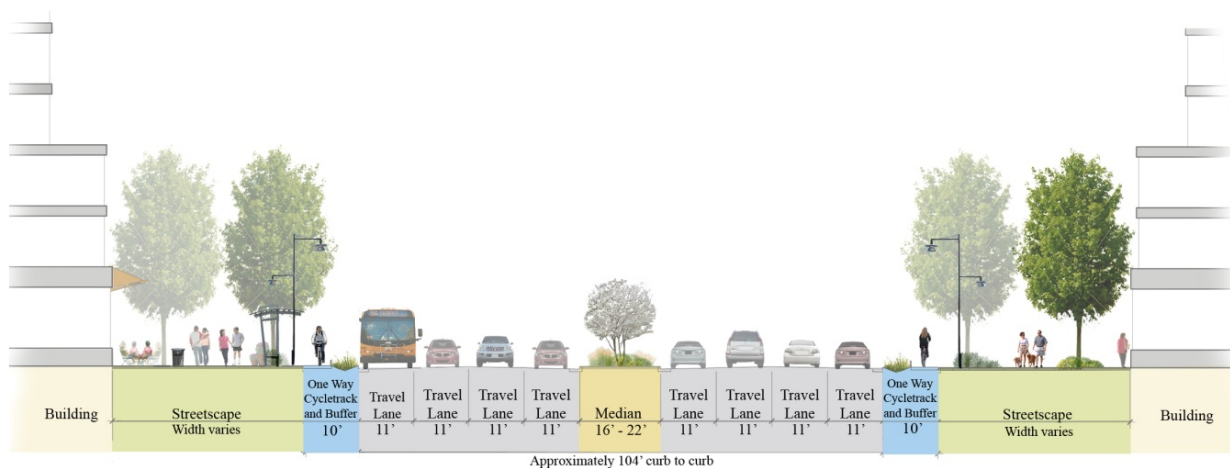 Building
Streetscape
Width varies
One Way
Cycletrack
and Buffer
10’
Travel
Lane
11’
Travel
Lane
11’
Travel
Lane
11’
Travel
Lane
11’
Median
16’ - 22’
Travel
Lane
11’
Travel
Lane
11’
Travel
Lane
11’
Travel
Lane
11’
One Way
Cycletrack
and Buffer
10’
Streetscape
Width varies
Building
Approximately 104’ curb to curb